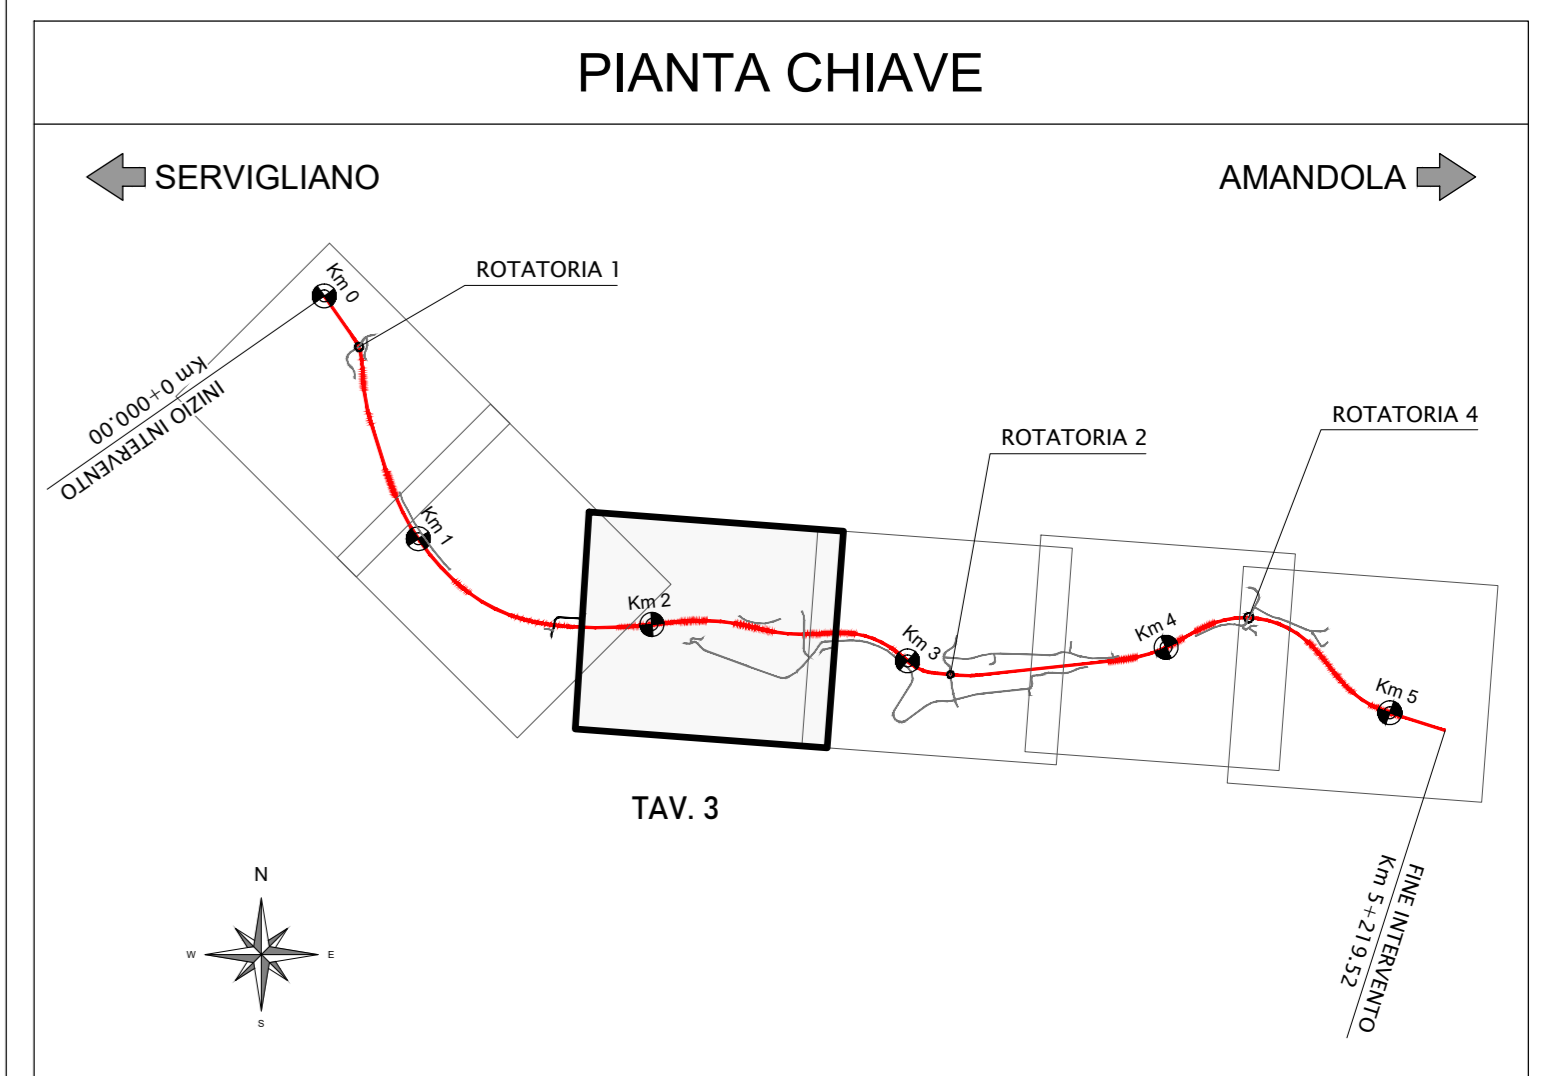 PIANTA CHIAVE
SERVIGLIANO
AMANDOLA
Km 0
ROTATORIA 1
Km 0+000.00
INIZIO INTERVENTO
ROTATORIA 4
ROTATORIA 2
Km 1
Km 2
Km 3
Km 4
Km 5
TAV. 3
FINE INTERVENTO
Km 5+219.52
N
W
E
S